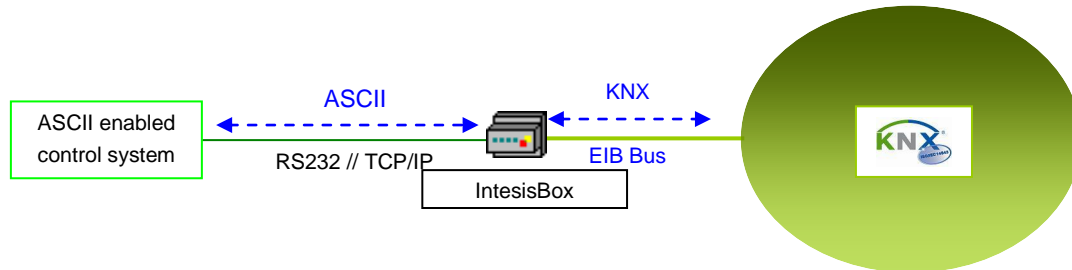 ASCII enabled
control system
ASCII
RS232 // TCP/IP
IntesisBox
KNX
EIB Bus
KNX